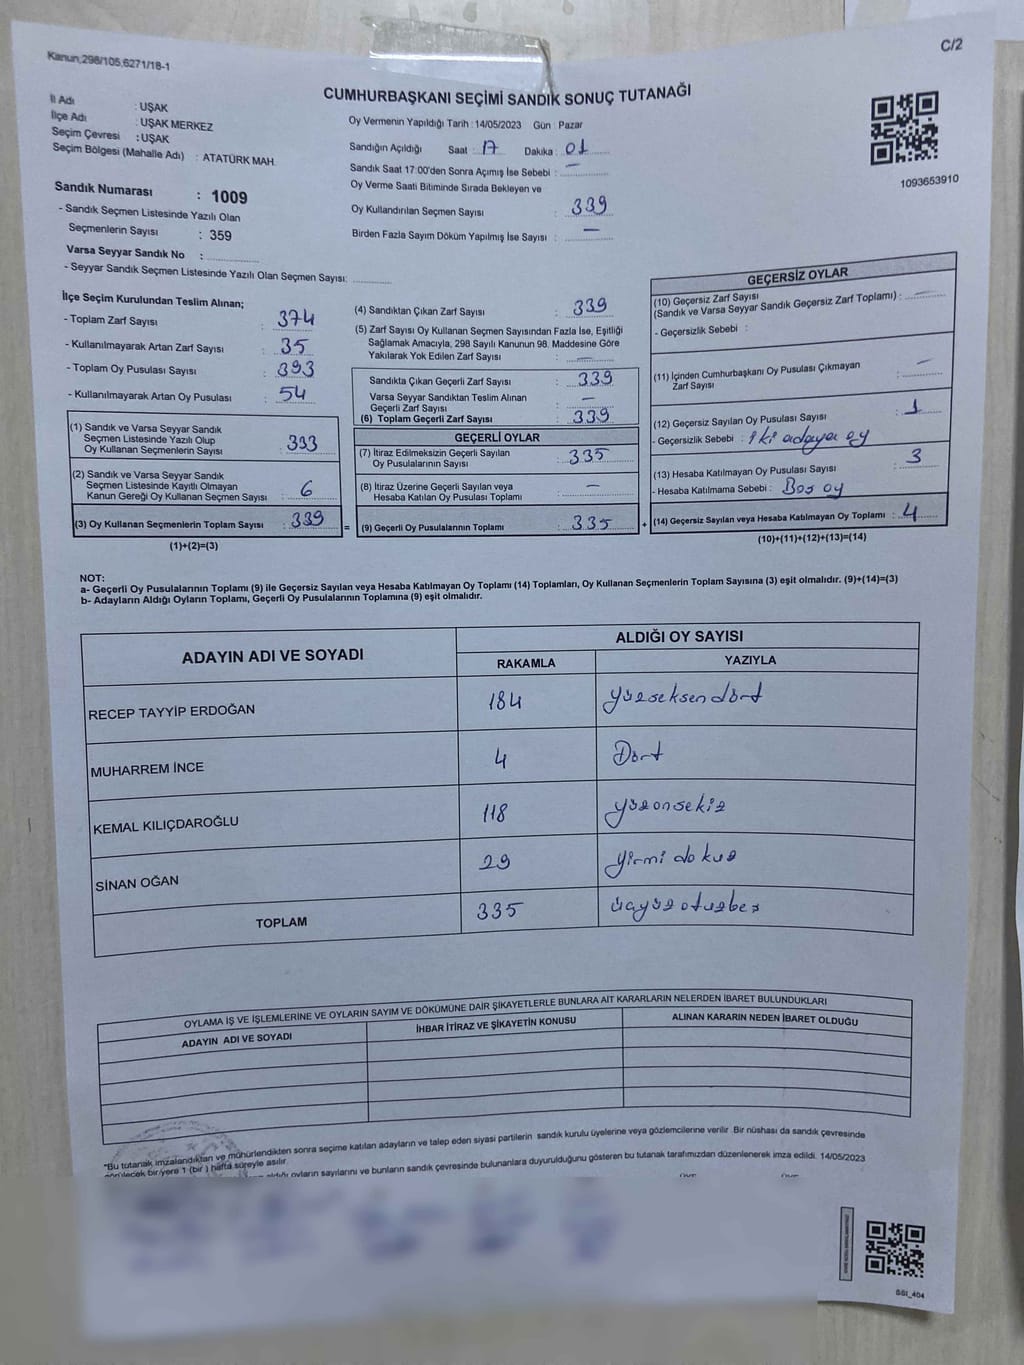 Kanun,298/105,6271/18-1
C/2
CUMHURBAŞKANI SEÇİMİ SANDIK SONUÇ TUTANAĞI
İl Adı : UŞAK
İlçe Adı : UŞAK MERKEZ
Seçim Çevresi : UŞAK
Seçim Bölgesi (Mahalle Adı) : ATATÜRK MAH.
Oy Vermenin Yapıldığı Tarih : 14/05/2023 Gün : Pazar
Sandığın Açıldığı Saat : 17 Dakika : 01
Sandık Saat 17:00'den Sonra Açımış İse Sebebi : —
Oy Verme Saati Bitiminde Sırada Bekleyen ve
Oy Kullandırılan Seçmen Sayısı : 339
Birden Fazla Sayım Döküm Yapılmış İse Sayısı : —
1093653910
Sandık Numarası : 1009
- Sandık Seçmen Listesinde Yazılı Olan
Seçmenlerin Sayısı : 359
Varsa Seyyar Sandık No :
- Seyyar Sandık Seçmen Listesinde Yazılı Olan Seçmen Sayısı:
İlçe Seçim Kurulundan Teslim Alınan;
- Toplam Zarf Sayısı : 374
- Kullanılmayarak Artan Zarf Sayısı : 35
- Toplam Oy Pusulası Sayısı : 393
- Kullanılmayarak Artan Oy Pusulası : 54
(1) Sandık ve Varsa Seyyar Sandık
Seçmen Listesinde Yazılı Olup
Oy Kullanan Seçmenlerin Sayısı : 333
(2) Sandık ve Varsa Seyyar Sandık
Seçmen Listesinde Kayıtlı Olmayan
Kanun Gereği Oy Kullanan Seçmen Sayısı : 6
(3) Oy Kullanan Seçmenlerin Toplam Sayısı : 339 =
(1)+(2)=(3)
(4) Sandıktan Çıkan Zarf Sayısı : 339
(5) Zarf Sayısı Oy Kullanan Seçmen Sayısından Fazla İse, Eşitliği
Sağlamak Amacıyla, 298 Sayılı Kanunun 98. Maddesine Göre
Yakılarak Yok Edilen Zarf Sayısı : —
Sandıkta Çıkan Geçerli Zarf Sayısı : 339
Varsa Seyyar Sandıktan Teslim Alınan
Geçerli Zarf Sayısı : —
(6) Toplam Geçerli Zarf Sayısı : 339
GEÇERLİ OYLAR
(7) İtiraz Edilmeksizin Geçerli Sayılan
Oy Pusulalarının Sayısı : 335
(8) İtiraz Üzerine Geçerli Sayılan veya
Hesaba Katılan Oy Pusulası Toplamı : —
(9) Geçerli Oy Pusulalarının Toplamı : 335 +
GEÇERSİZ OYLAR
(10) Geçersiz Zarf Sayısı
(Sandık ve Varsa Seyyar Sandık Geçersiz Zarf Toplamı) : —
- Geçersizlik Sebebi :
(11) İçinden Cumhurbaşkanı Oy Pusulası Çıkmayan
Zarf Sayısı : —
(12) Geçersiz Sayılan Oy Pusulası Sayısı : 1
- Geçersizlik Sebebi : iki adaya oy
(13) Hesaba Katılmayan Oy Pusulası Sayısı : 3
- Hesaba Katılmama Sebebi : Boş oy
(14) Geçersiz Sayılan veya Hesaba Katılmayan Oy Toplamı : 4
(10)+(11)+(12)+(13)=(14)
NOT:
a- Geçerli Oy Pusulalarının Toplamı (9) ile Geçersiz Sayılan veya Hesaba Katılmayan Oy Toplamı (14) Toplamları, Oy Kullanan Seçmenlerin Toplam Sayısına (3) eşit olmalıdır. (9)+(14)=(3)
b- Adayların Aldığı Oyların Toplamı, Geçerli Oy Pusulalarının Toplamına (9) eşit olmalıdır.
ADAYIN ADI VE SOYADI
ALDIĞI OY SAYISI
RAKAMLA YAZIYLA
RECEP TAYYİP ERDOĞAN 184 yüzseksendört
MUHARREM İNCE 4 Dört
KEMAL KILIÇDAROĞLU 118 yüzonsekiz
SİNAN OĞAN 29 yirmi dokuz
TOPLAM 335 üçyüzotuzbeş
OYLAMA İŞ VE İŞLEMLERİNE VE OYLARIN SAYIM VE DÖKÜMÜNE DAİR ŞİKAYETLERLE BUNLARA AİT KARARLARIN NELERDEN İBARET BULUNDUKLARI
ADAYIN ADI VE SOYADI İHBAR İTİRAZ VE ŞİKAYETİN KONUSU ALINAN KARARIN NEDEN İBARET OLDUĞU
*Bu tutanak imzalandıktan ve mühürlendikten sonra seçime katılan adayların ve talep eden siyasi partilerin sandık kurulu üyelerine veya gözlemcilerine verilir. Bir nüshası da sandık çevresinde
görülecek bir yere 1 (bir ) hafta süreyle asılır.
aldığı oyların sayılarını ve bunların sandık çevresinde bulunanlara duyurulduğunu gösteren bu tutanak tarafımızdan düzenlenerek imza edildi. 14/05/2023
SSI_404